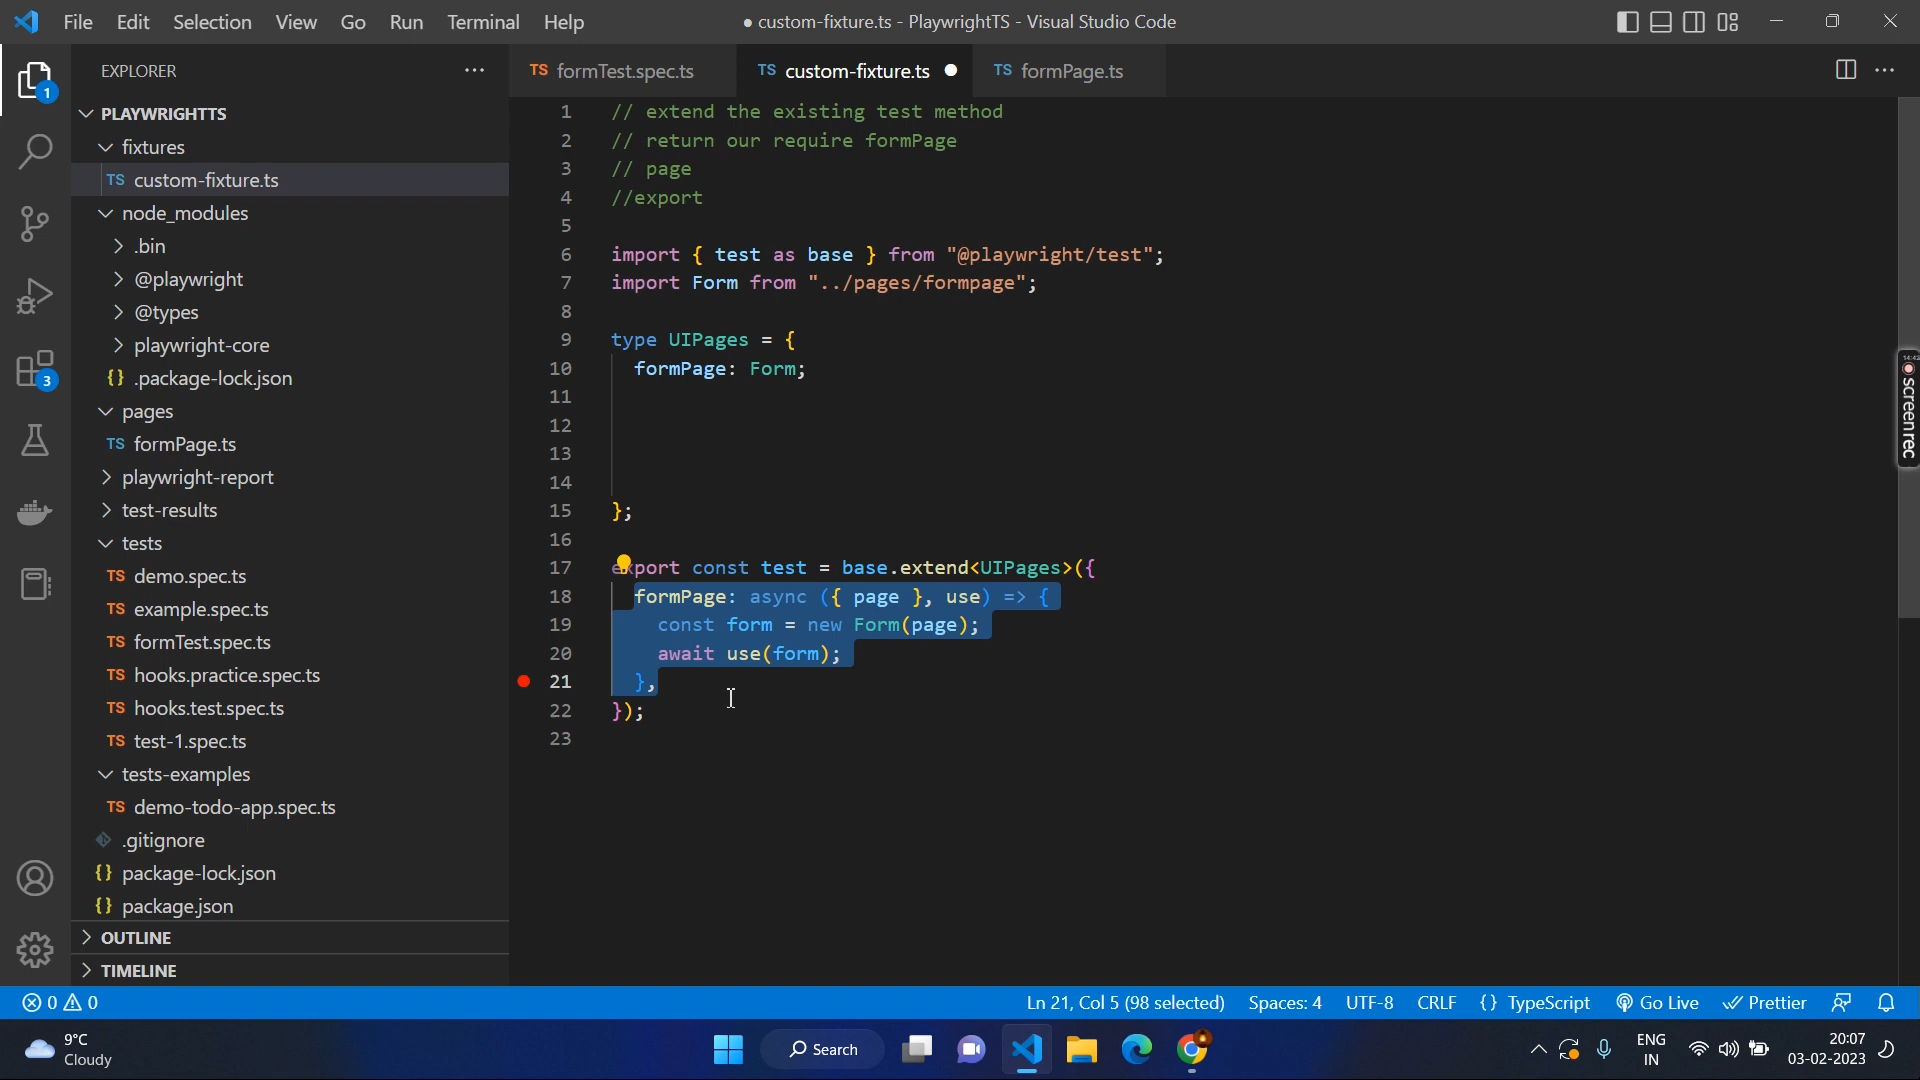 File Edit Selection View Go Run Terminal Help
● custom-fixture.ts - PlaywrightTS - Visual Studio Code
EXPLORER
PLAYWRIGHTTS
fixtures
TS custom-fixture.ts
node_modules
.bin
@playwright
@types
playwright-core
{} .package-lock.json
pages
TS formPage.ts
playwright-report
test-results
tests
TS demo.spec.ts
TS example.spec.ts
TS formTest.spec.ts
TS hooks.practice.spec.ts
TS hooks.test.spec.ts
TS test-1.spec.ts
tests-examples
TS demo-todo-app.spec.ts
.gitignore
{} package-lock.json
{} package.json
OUTLINE
TIMELINE
1
3
TS formTest.spec.ts
TS custom-fixture.ts
TS formPage.ts
1 // extend the existing test method
2 // return our require formPage
3 // page
4 //export
5
6 import { test as base } from "@playwright/test";
7 import Form from "../pages/formpage";
8
9 type UIPages = {
10 formPage: Form;
11
12
13
14
15 };
16
17 export const test = base.extend<UIPages>({
18 formPage: async ({ page }, use) => {
19 const form = new Form(page);
20 await use(form);
21 },
22 });
23
14:42
screenrec
0 0
Ln 21, Col 5 (98 selected) Spaces: 4 UTF-8 CRLF {} TypeScript Go Live Prettier
9°C
Cloudy
Search
ENG
IN
20:07
03-02-2023